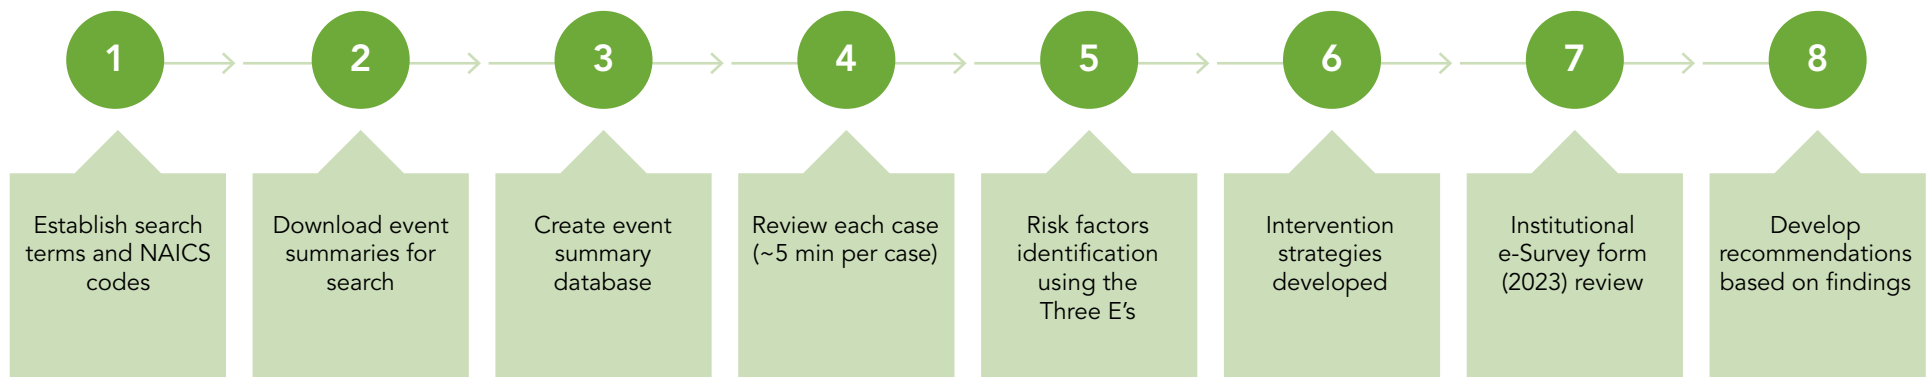 1
2
3
4
5
6
7
8
Establish search
terms and NAICS
codes
Download event
summaries for
search
Create event
summary
database
Review each case
(~5 min per case)
Risk factors
identification
using the
Three E’s
Intervention
strategies
developed
Institutional
e-Survey form
(2023) review
Develop
recommendations
based on findings